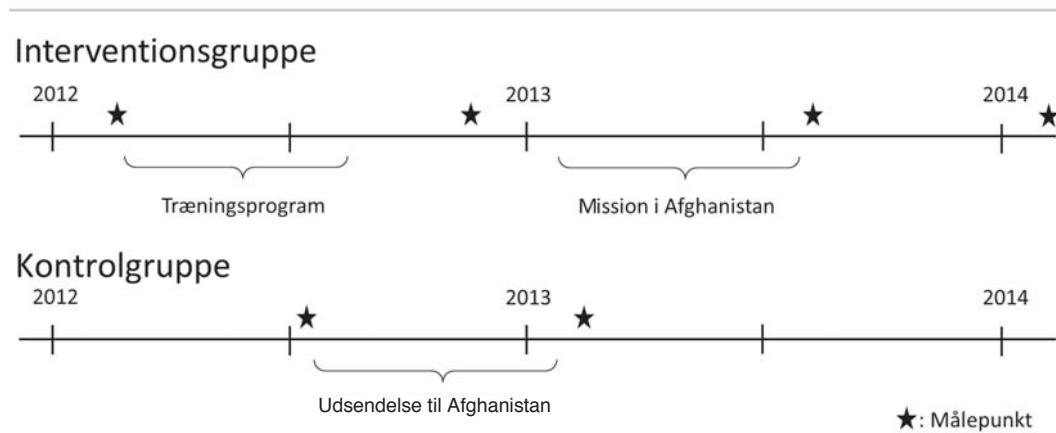 Interventionsgruppe
2012 2013 2014
Træningsprogram Mission i Afghanistan
Kontrolgruppe
2012 2013 2014
Udsendelse til Afghanistan
★: Målepunkt